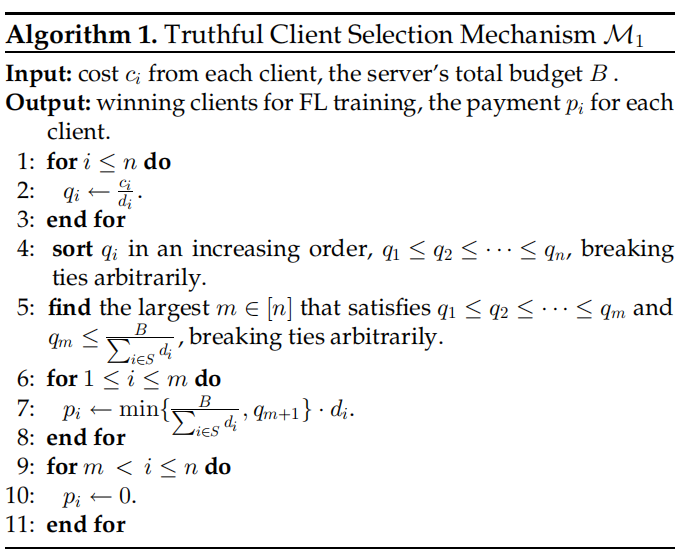 Algorithm 1. Truthful Client Selection Mechanism $\mathcal{M}_1$
Input: cost $c_i$ from each client, the server's total budget $B$ .
Output: winning clients for FL training, the payment $p_i$ for each
client.
1: for $i \leq n$ do
2: $q_i \leftarrow \frac{c_i}{d_i}$.
3: end for
4: sort $q_i$ in an increasing order, $q_1 \leq q_2 \leq \cdots \leq q_n$, breaking
ties arbitrarily.
5: find the largest $m \in [n]$ that satisfies $q_1 \leq q_2 \leq \cdots \leq q_m$ and
$q_m \leq \frac{B}{\sum_{i \in S} d_i}$, breaking ties arbitrarily.
6: for $1 \leq i \leq m$ do
7: $p_i \leftarrow \min\{\frac{B}{\sum_{i \in S} d_i}, q_{m+1}\} \cdot d_i$.
8: end for
9: for $m < i \leq n$ do
10: $p_i \leftarrow 0$.
11: end for